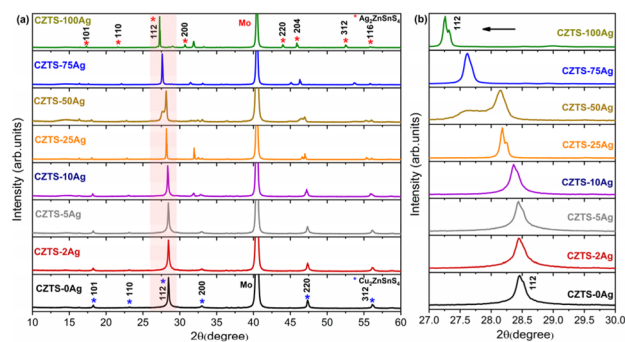 (a)
Intensity (arb.units)
CZTS-100Ag
*101
*110
*112
*200
Mo
*220
*204
*312
*116
* Ag₂ZnSnS₄
CZTS-75Ag
CZTS-50Ag
CZTS-25Ag
CZTS-10Ag
CZTS-5Ag
CZTS-2Ag
CZTS-0Ag
*101
*110
*112
*200
Mo
*220
312*
* Cu₂ZnSnS₄
10 15 20 25 30 35 40 45 50 55 60
2θ(degree)
(b)
Intensity (arb.units)
112
CZTS-100Ag
CZTS-75Ag
CZTS-50Ag
CZTS-25Ag
CZTS-10Ag
CZTS-5Ag
CZTS-2Ag
112
CZTS-0Ag
27.0 27.5 28.0 28.5 29.0 29.5 30.0
2θ(degree)